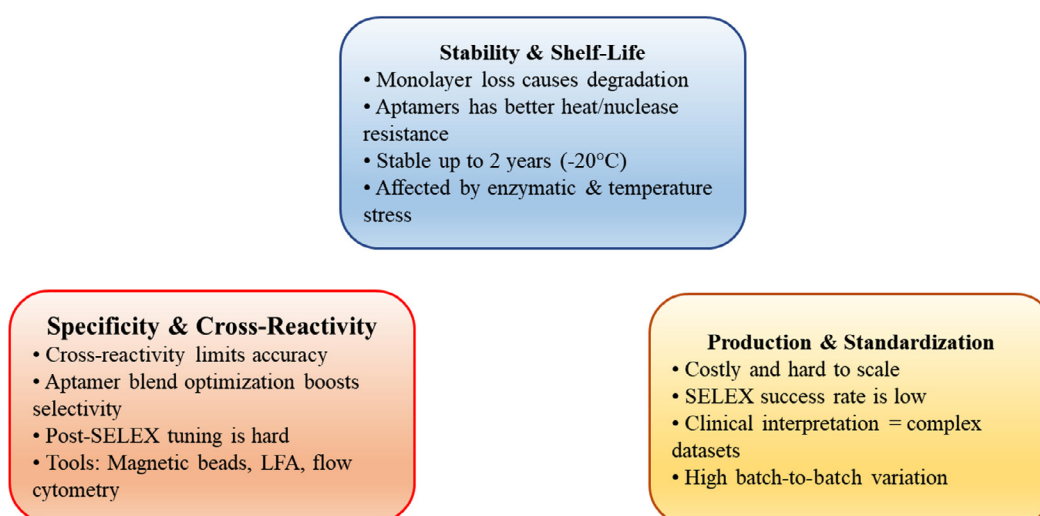 Stability & Shelf-Life
• Monolayer loss causes degradation
• Aptamers has better heat/nuclease
resistance
• Stable up to 2 years (-20°C)
• Affected by enzymatic & temperature
stress
Specificity & Cross-Reactivity
• Cross-reactivity limits accuracy
• Aptamer blend optimization boosts
selectivity
• Post-SELEX tuning is hard
• Tools: Magnetic beads, LFA, flow
cytometry
Production & Standardization
• Costly and hard to scale
• SELEX success rate is low
• Clinical interpretation = complex
datasets
• High batch-to-batch variation